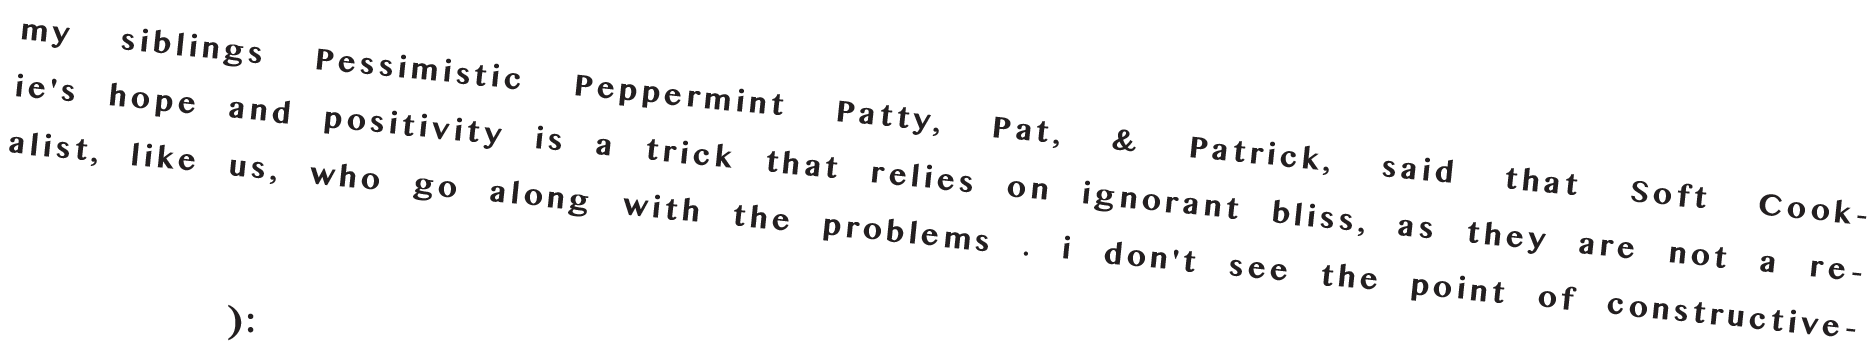 my siblings Pessimistic Peppermint Patty, Pat, & Patrick, said that Soft Cook-
ie's hope and positivity is a trick that relies on ignorant bliss, as they are not a re-
alist, like us, who go along with the problems . i don't see the point of constructive-
):